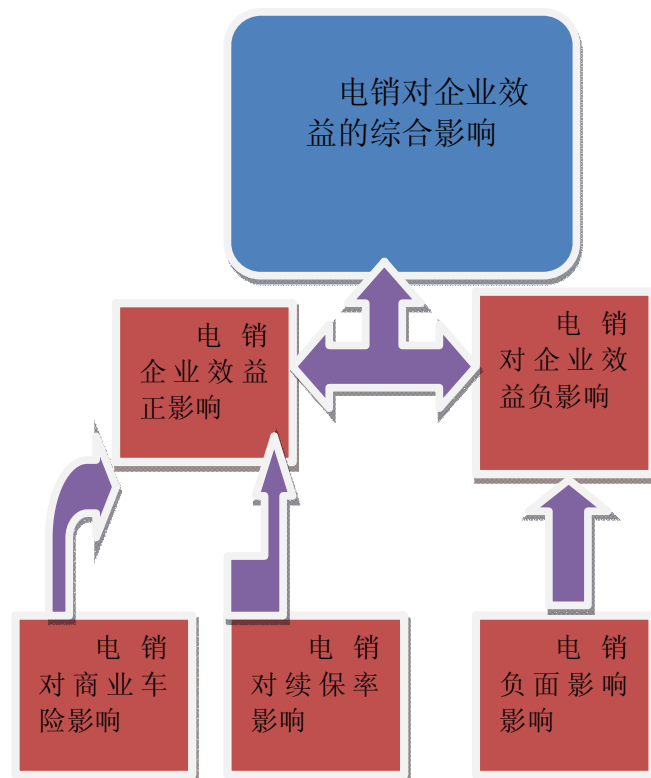 电销对企业效
益的综合影响
电销
企业效益
正影响
电销
对企业效
益负影响
电销
对商业车
险影响
电销
对续保率
影响
电销
负面影响
影响